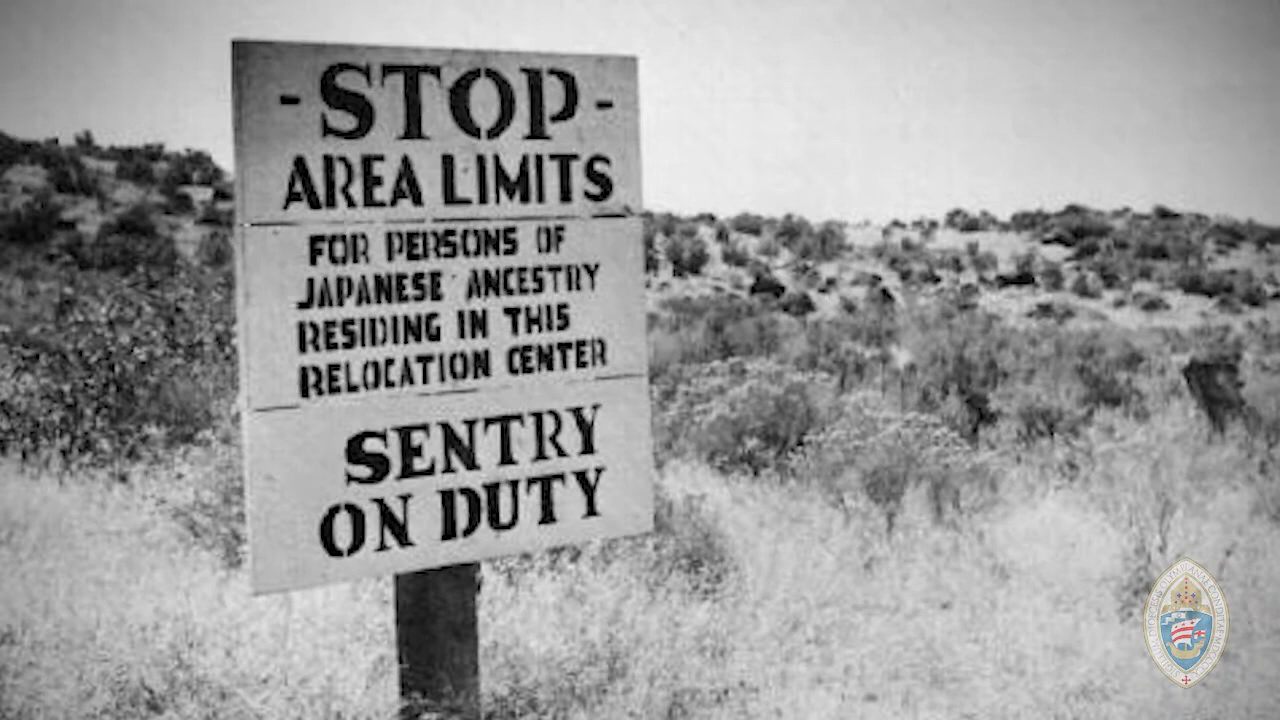 -STOP-
AREA LIMITS
FOR PERSONS OF
JAPANESE ANCESTRY
RESIDING IN THIS
RELOCATION CENTER
SENTRY
ON DUTY